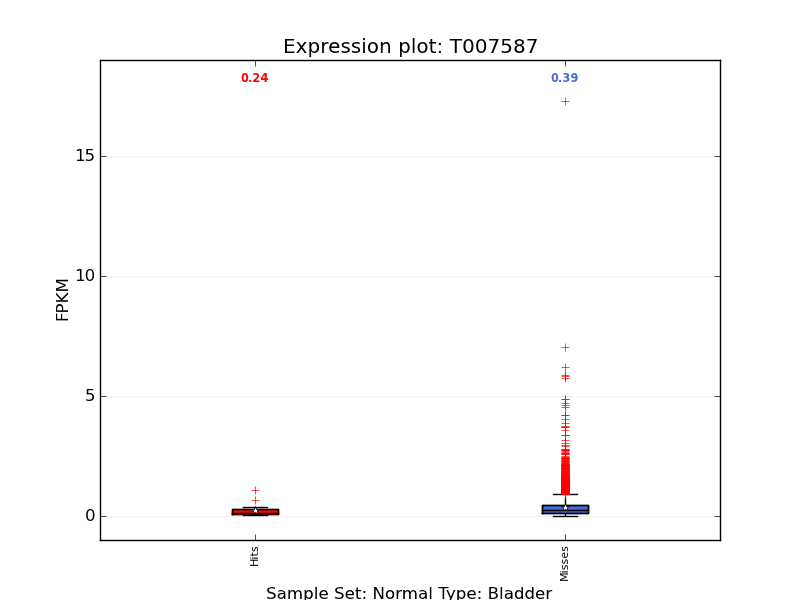 Expression plot: T007587
0.24
0.39
15
10
5
0
FPKM
Hits
Misses
Sample Set: Normal Type: Bladder